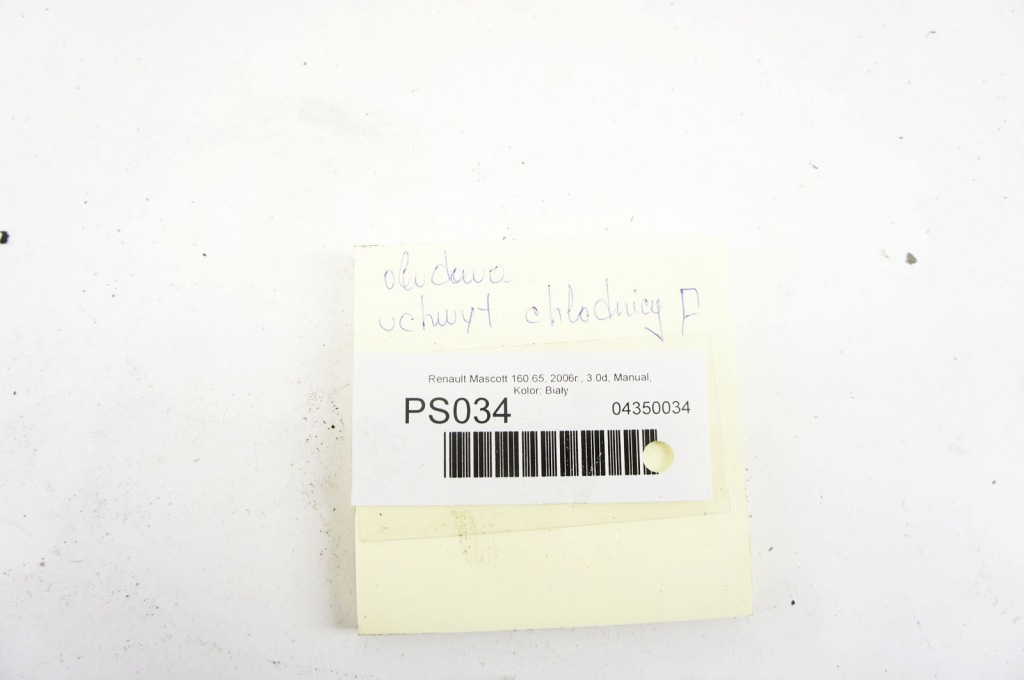 obudowa
uchwyt chłodnicy P
Renault Mascott 160.65, 2006r., 3.0d, Manual,
Kolor: Biały
PS034
04350034